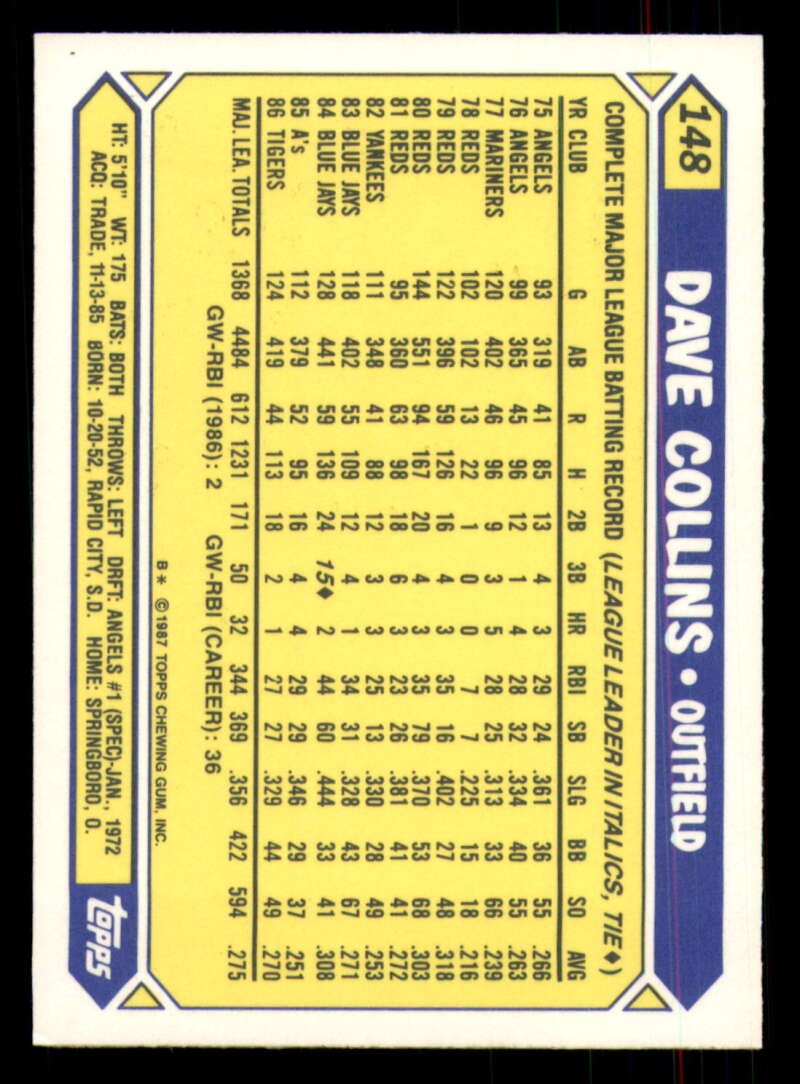 148 DAVE COLLINS • OUTFIELD
COMPLETE MAJOR LEAGUE BATTING RECORD (LEAGUE LEADER IN ITALICS, TIE ♦)
YR CLUB G AB R H 2B 3B HR RBI SB SLG BB SO AVG
75 ANGELS 93 319 41 85 13 4 3 29 24 .361 36 55 .266
76 ANGELS 99 365 45 96 12 1 4 28 32 .334 40 55 .263
77 MARINERS 120 402 46 96 9 3 5 28 25 .313 33 66 .239
78 REDS 102 102 13 22 1 0 0 7 7 .225 15 18 .216
79 REDS 122 396 59 126 16 4 3 35 16 .402 27 48 .318
80 REDS 144 551 94 167 20 4 3 35 79 .370 53 68 .303
81 REDS 95 360 63 98 18 6 3 23 26 .381 41 41 .272
82 YANKEES 111 348 41 88 12 3 3 25 13 .330 28 49 .253
83 BLUE JAYS 118 402 55 109 12 4 1 34 31 .328 43 67 .271
84 BLUE JAYS 128 441 59 136 24 15♦ 2 44 60 .444 33 41 .308
85 A's 112 379 52 95 16 4 4 29 29 .346 29 37 .251
86 TIGERS 124 419 44 113 18 2 1 27 27 .329 44 49 .270
MAJ. LEA. TOTALS 1368 4484 612 1231 171 50 32 344 369 .356 422 594 .275
GW-RBI (1986): 2 GW-RBI (CAREER): 36
B* ©1987 TOPPS CHEWING GUM, INC.
HT: 5'10" WT: 175 BATS: BOTH THROWS: LEFT DRFT: ANGELS #1 (SPEC)-JAN., 1972
ACQ: TRADE, 11-13-85 BORN: 10-20-52, RAPID CITY, S.D. HOME: SPRINGBORO, O.
topps